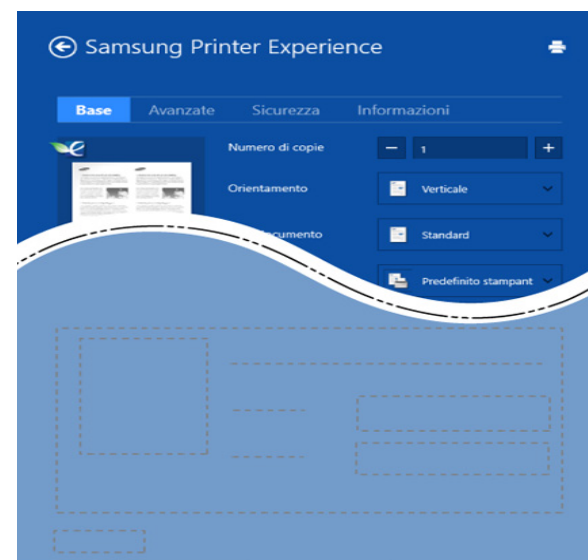 Samsung Printer Experience
Base Avanzate Sicurezza Informazioni
Numero di copie 1
Orientamento Verticale
Standard
Predefinito stampant